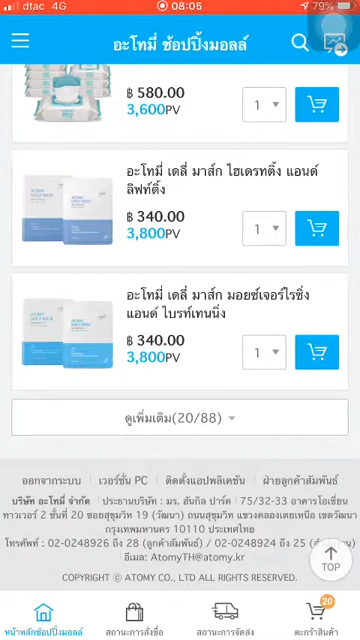 dtac 4G 08:05 79%
อะโทมี่ ช้อปปิ้งมอลล์
฿ 580.00
3,600PV
1
อะโทมี่ เดลี่ มาส์ก ไฮเดรทติ้ง แอนด์
ลิฟท์ติ้ง
฿ 340.00
3,800PV
1
ATOMY
DAILY MASK
ATOMY
DAILY MASK
อะโทมี่ เดลี่ มาส์ก มอยซ์เจอร์ไรซิ่ง
แอนด์ ไบรท์เทนนิ่ง
฿ 340.00
3,800PV
1
ATOMY
DAILY MASK
ATOMY
DAILY MASK
ดูเพิ่มเติม(20/88)
ออกจากระบบ | เวอร์ชั่น PC | ติดตั้งแอปพลิเคชัน | ฝ่ายลูกค้าสัมพันธ์
บริษัท อะโทมี่ จำกัด | ประธานบริษัท : มร. อันกิล ปาร์ค | 75/32-33 อาคารโอเชี่ยน
ทาวเวอร์ 2 ชั้นที่ 20 ซอยสุขุมวิท 19 (วัฒนา) ถนนสุขุมวิท แขวงคลองเตยเหนือ เขตวัฒนา
กรุงเทพมหานคร 10110 ประเทศไทย
โทรศัพท์ : 02-0248926 ถึง 28 (ลูกค้าสัมพันธ์) / 02-0248924 ถึง 25
| อีเมล: AtomyTH@atomy.kr
COPYRIGHT ⓒ ATOMY CO., LTD ALL RIGHTS RESERVED.
TOP
20
หน้าหลักช้อปปิ้งมอลล์ สถานะการสั่งซื้อ สถานะการจัดส่ง ตะกร้าสินค้า